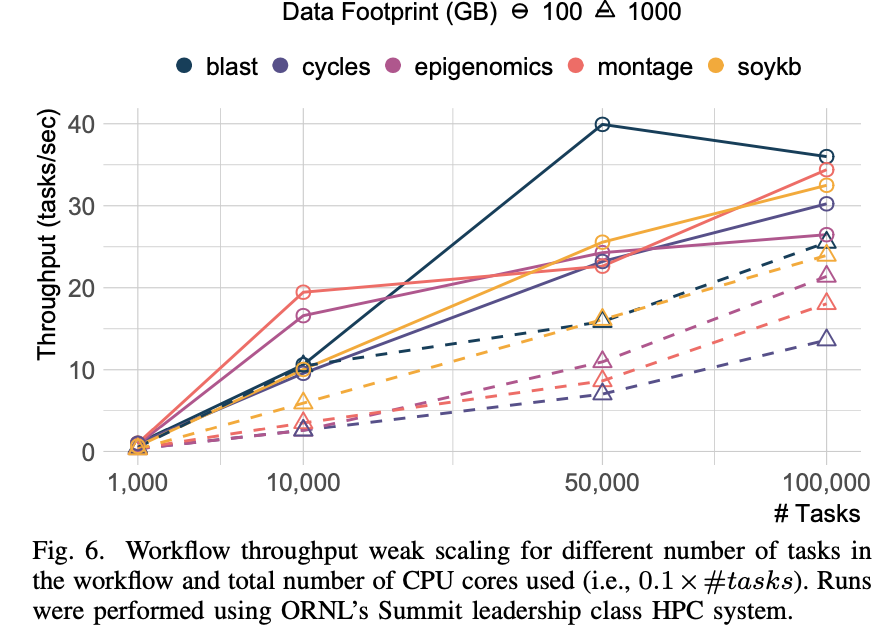 Data Footprint (GB) 100 1000
blast cycles epigenomics montage soykb
Throughput (tasks/sec)
40
30
20
10
0
1,000 10,000 50,000 100,000
# Tasks
Fig. 6. Workflow throughput weak scaling for different number of tasks in
the workflow and total number of CPU cores used (i.e., 0.1 × #tasks). Runs
were performed using ORNL's Summit leadership class HPC system.